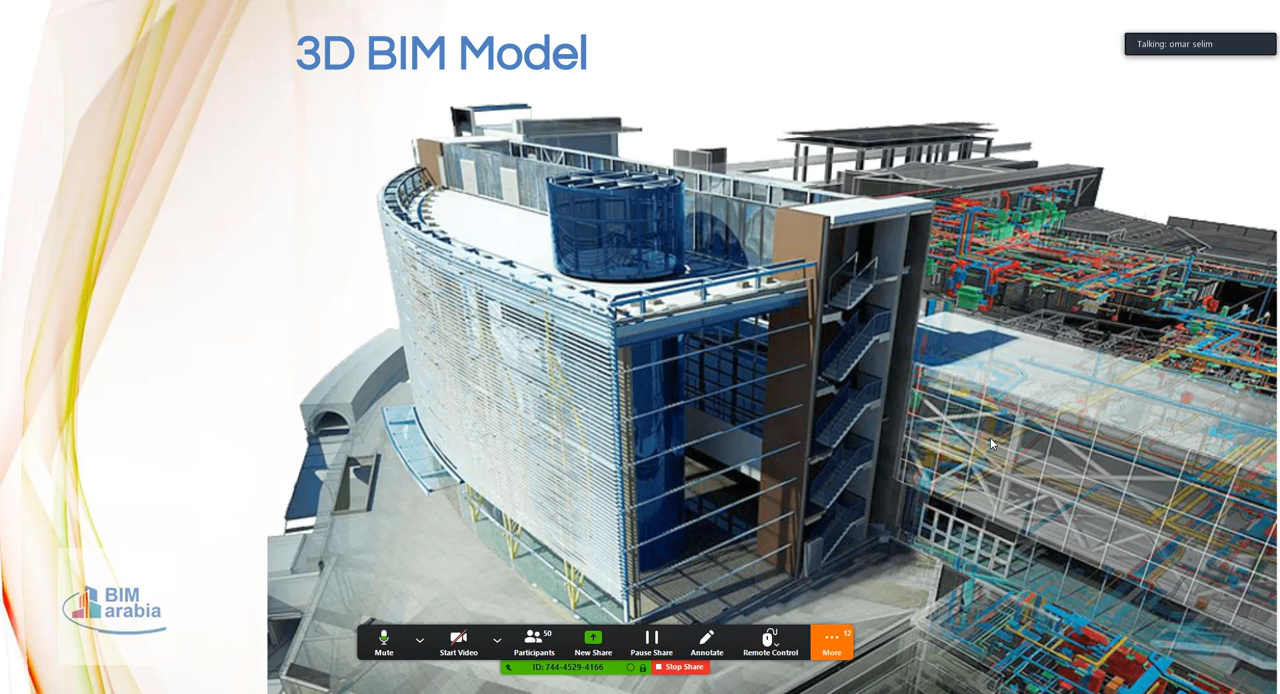 3D BIM Model
Talking: omar selim
BIM
arabia
50
12
Mute
Start Video
Participants
New Share
Pause Share
Annotate
Remote Control
More
ID: 744-4529-4166
Stop Share